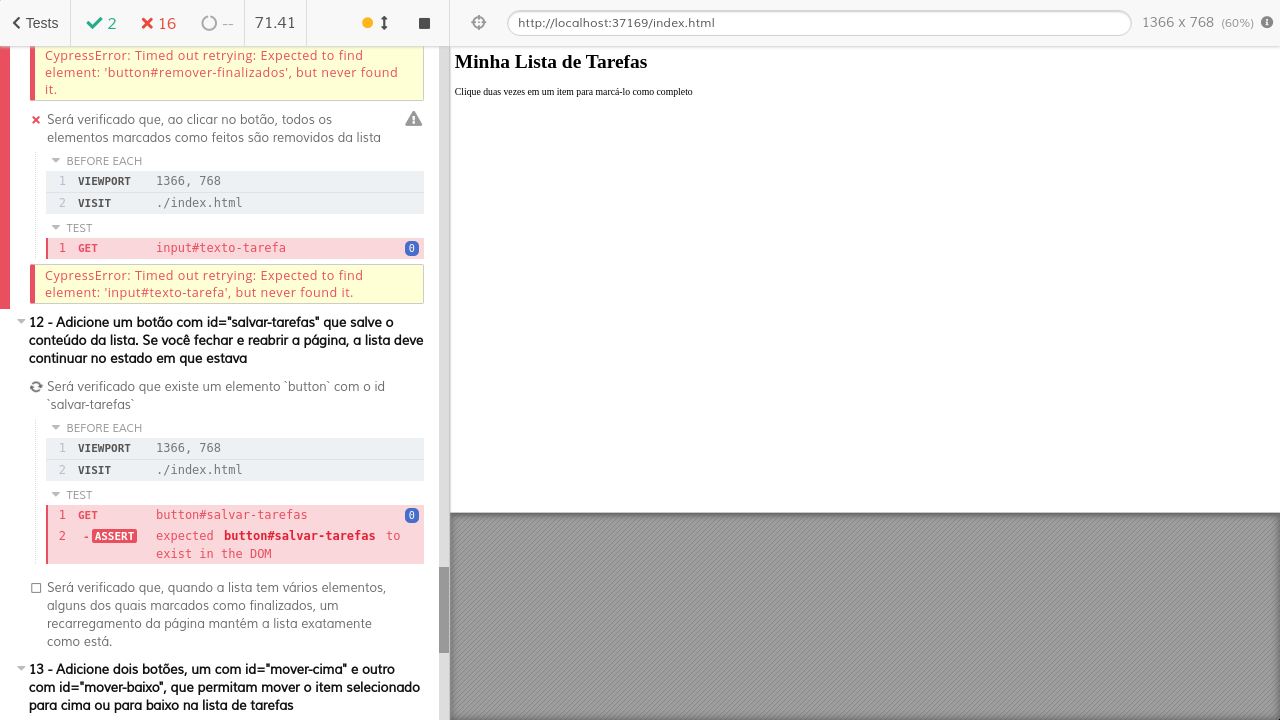 Tests
2
16
--
71.41
http://localhost:37169/index.html
1366 x 768 (60%)
CypressError: Timed out retrying: Expected to find
element: 'button#remover-finalizados', but never found
it.
Será verificado que, ao clicar no botão, todos os
elementos marcados como feitos são removidos da lista
BEFORE EACH
1 VIEWPORT 1366, 768
2 VISIT ./index.html
TEST
1 GET input#texto-tarefa 0
CypressError: Timed out retrying: Expected to find
element: 'input#texto-tarefa', but never found it.
12 - Adicione um botão com id="salvar-tarefas" que salve o
conteúdo da lista. Se você fechar e reabrir a página, a lista deve
continuar no estado em que estava
Será verificado que existe um elemento `button` com o id
`salvar-tarefas`
BEFORE EACH
1 VIEWPORT 1366, 768
2 VISIT ./index.html
TEST
1 GET button#salvar-tarefas 0
2 -ASSERT expected button#salvar-tarefas to
exist in the DOM
Será verificado que, quando a lista tem vários elementos,
alguns dos quais marcados como finalizados, um
recarregamento da página mantém a lista exatamente
como está.
13 - Adicione dois botões, um com id="mover-cima" e outro
com id="mover-baixo", que permitam mover o item selecionado
para cima ou para baixo na lista de tarefas
Minha Lista de Tarefas
Clique duas vezes em um item para marcá-lo como completo